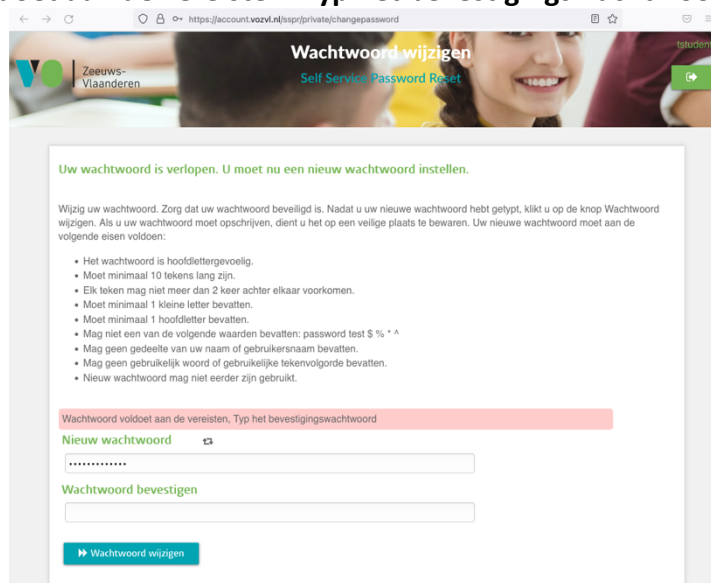 https://account.vozvl.nl/sspr/private/changepassword
Wachtwoord wijzigen
Self Service Password Reset
tstudent
VO
Zeeuws-
Vlaanderen
Uw wachtwoord is verlopen. U moet nu een nieuw wachtwoord instellen.
Wijzig uw wachtwoord. Zorg dat uw wachtwoord beveiligd is. Nadat u uw nieuwe wachtwoord hebt getypt, klikt u op de knop Wachtwoord
wijzigen. Als u uw wachtwoord moet opschrijven, dient u het op een veilige plaats te bewaren. Uw nieuwe wachtwoord moet aan de
volgende eisen voldoen:
• Het wachtwoord is hoofdlettergevoelig.
• Moet minimaal 10 tekens lang zijn.
• Elk teken mag niet meer dan 2 keer achter elkaar voorkomen.
• Moet minimaal 1 kleine letter bevatten.
• Moet minimaal 1 hoofdletter bevatten.
• Mag niet een van de volgende waarden bevatten: password test $ % * ^
• Mag geen gedeelte van uw naam of gebruikersnaam bevatten.
• Mag geen gebruikelijk woord of gebruikelijke tekenvolgorde bevatten.
• Nieuw wachtwoord mag niet eerder zijn gebruikt.
Wachtwoord voldoet aan de vereisten, Typ het bevestigingswachtwoord
Nieuw wachtwoord
•••••••••••••
Wachtwoord bevestigen
Wachtwoord wijzigen